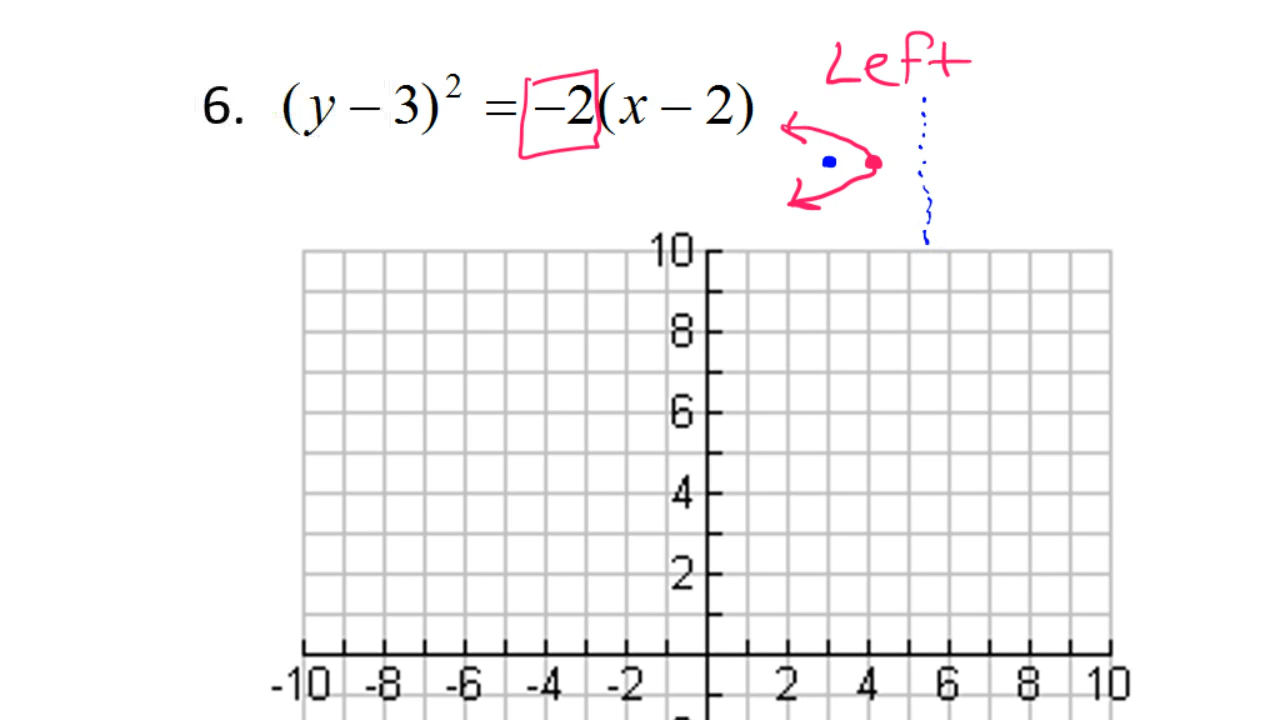 Left
6. (y − 3)² = −2(x − 2)
10
8
6
4
2
-10 -8 -6 -4 -2 2 4 6 8 10